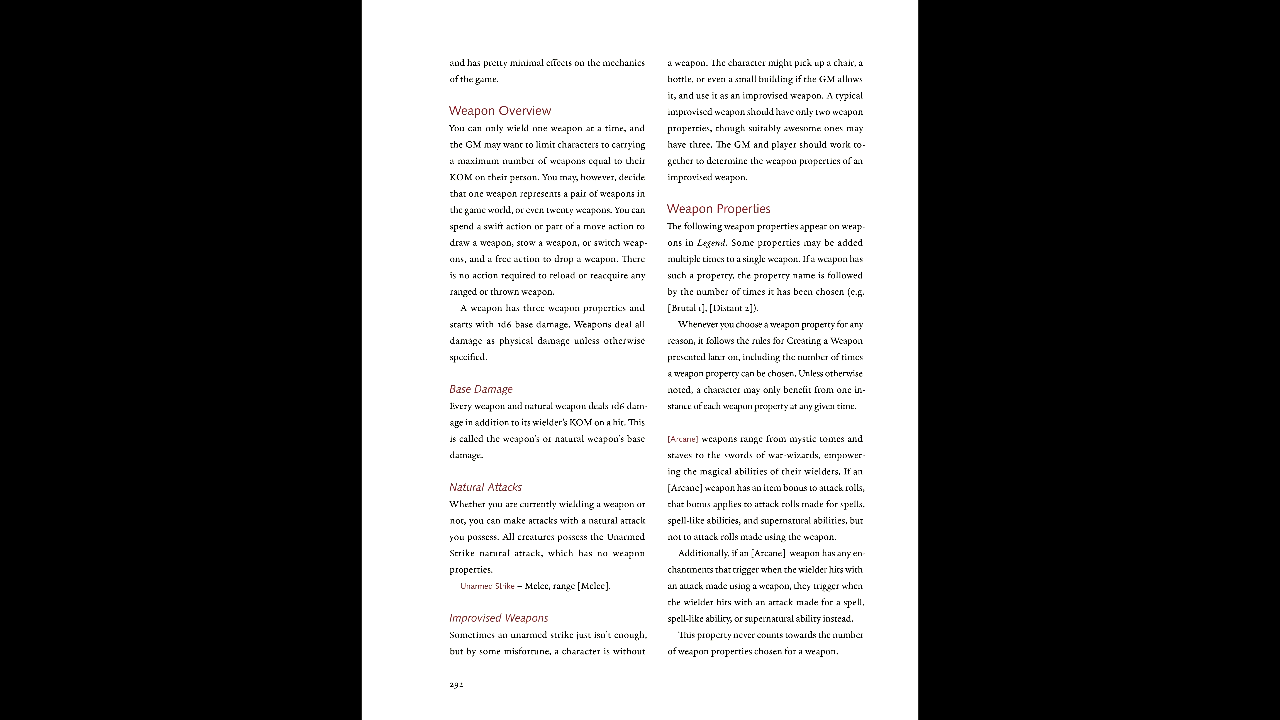 and has pretty minimal effects on the mechanics
of the game.
Weapon Overview
You can only wield one weapon at a time, and
the GM may want to limit characters to carrying
a maximum number of weapons equal to their
KOM on their person. You may, however, decide
that one weapon represents a pair of weapons in
the game world, or even twenty weapons. You can
spend a swift action or part of a move action to
draw a weapon, stow a weapon, or switch weap-
ons, and a free action to drop a weapon. There
is no action required to reload or reacquire any
ranged or thrown weapon.
A weapon has three weapon properties and
starts with 1d6 base damage. Weapons deal all
damage as physical damage unless otherwise
specified.
Base Damage
Every weapon and natural weapon deals 1d6 dam-
age in addition to its wielder's KOM on a hit. This
is called the weapon's or natural weapon's base
damage.
Natural Attacks
Whether you are currently wielding a weapon or
not, you can make attacks with a natural attack
you possess. All creatures possess the Unarmed
Strike natural attack, which has no weapon
properties.
Unarmed Strike – Melee, range [Melee].
Improvised Weapons
Sometimes an unarmed strike just isn't enough,
but by some misfortune, a character is without
a weapon. The character might pick up a chair, a
bottle, or even a small building if the GM allows
it, and use it as an improvised weapon. A typical
improvised weapon should have only two weapon
properties, though suitably awesome ones may
have three. The GM and player should work to-
gether to determine the weapon properties of an
improvised weapon.
Weapon Properties
The following weapon properties appear on weap-
ons in Legend. Some properties may be added
multiple times to a single weapon. If a weapon has
such a property, the property name is followed
by the number of times it has been chosen (e.g.
[Brutal 1], [Distant 2]).
Whenever you choose a weapon property for any
reason, it follows the rules for Creating a Weapon
presented later on, including the number of times
a weapon property can be chosen. Unless otherwise
noted, a character may only benefit from one in-
stance of each weapon property at any given time.
[Arcane] weapons range from mystic tomes and
staves to the swords of war-wizards, empower-
ing the magical abilities of their wielders. If an
[Arcane] weapon has an item bonus to attack rolls,
that bonus applies to attack rolls made for spells,
spell-like abilities, and supernatural abilities, but
not to attack rolls made using the weapon.
Additionally, if an [Arcane] weapon has any en-
chantments that trigger when the wielder hits with
an attack made using a weapon, they trigger when
the wielder hits with an attack made for a spell,
spell-like ability, or supernatural ability instead.
This property never counts towards the number
of weapon properties chosen for a weapon.
292